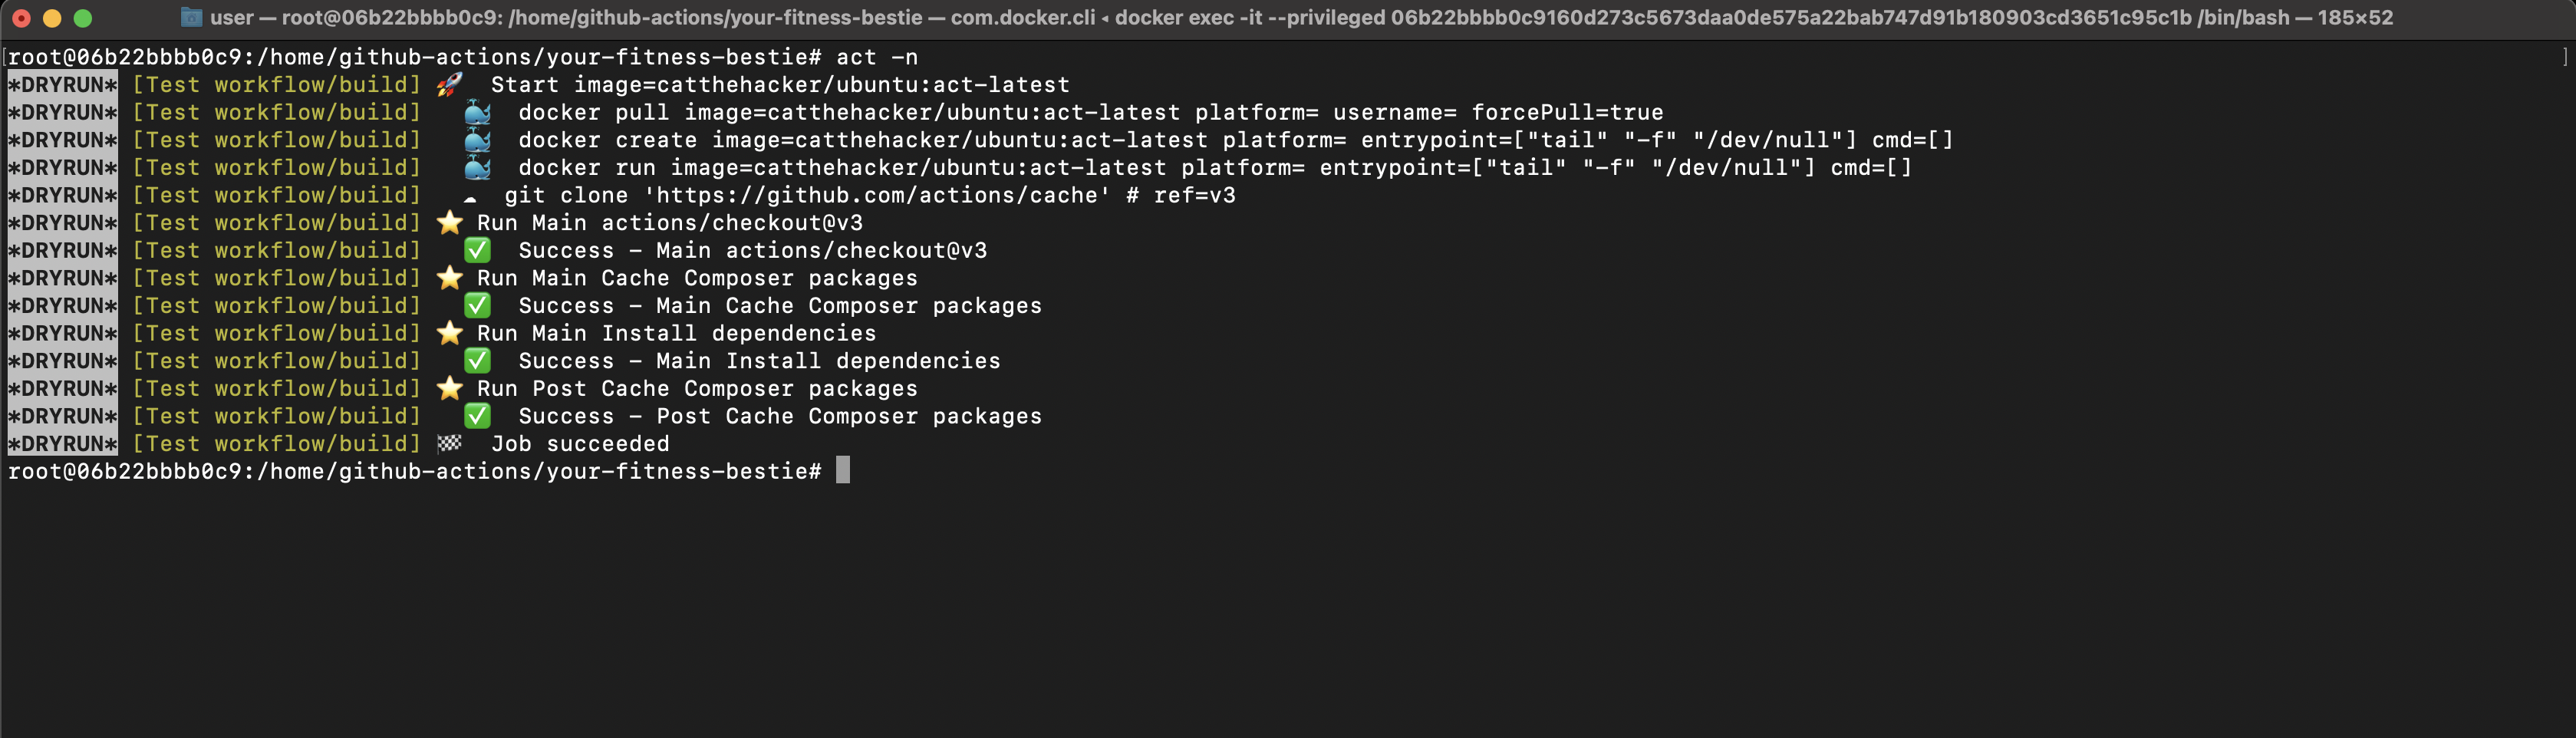 user — root@06b22bbbb0c9: /home/github-actions/your-fitness-bestie — com.docker.cli ◂ docker exec -it --privileged 06b22bbbb0c9160d273c5673daa0de575a22bab747d91b180903cd3651c95c1b /bin/bash — 185×52
[root@06b22bbbb0c9:/home/github-actions/your-fitness-bestie# act -n ]
*DRYRUN* [Test workflow/build] 🚀  Start image=catthehacker/ubuntu:act-latest
*DRYRUN* [Test workflow/build]   🐳  docker pull image=catthehacker/ubuntu:act-latest platform= username= forcePull=true
*DRYRUN* [Test workflow/build]   🐳  docker create image=catthehacker/ubuntu:act-latest platform= entrypoint=["tail" "-f" "/dev/null"] cmd=[]
*DRYRUN* [Test workflow/build]   🐳  docker run image=catthehacker/ubuntu:act-latest platform= entrypoint=["tail" "-f" "/dev/null"] cmd=[]
*DRYRUN* [Test workflow/build]   ☁  git clone 'https://github.com/actions/cache' # ref=v3
*DRYRUN* [Test workflow/build] ⭐ Run Main actions/checkout@v3
*DRYRUN* [Test workflow/build]   ✅  Success - Main actions/checkout@v3
*DRYRUN* [Test workflow/build] ⭐ Run Main Cache Composer packages
*DRYRUN* [Test workflow/build]   ✅  Success - Main Cache Composer packages
*DRYRUN* [Test workflow/build] ⭐ Run Main Install dependencies
*DRYRUN* [Test workflow/build]   ✅  Success - Main Install dependencies
*DRYRUN* [Test workflow/build] ⭐ Run Post Cache Composer packages
*DRYRUN* [Test workflow/build]   ✅  Success - Post Cache Composer packages
*DRYRUN* [Test workflow/build] 🏁  Job succeeded
root@06b22bbbb0c9:/home/github-actions/your-fitness-bestie#